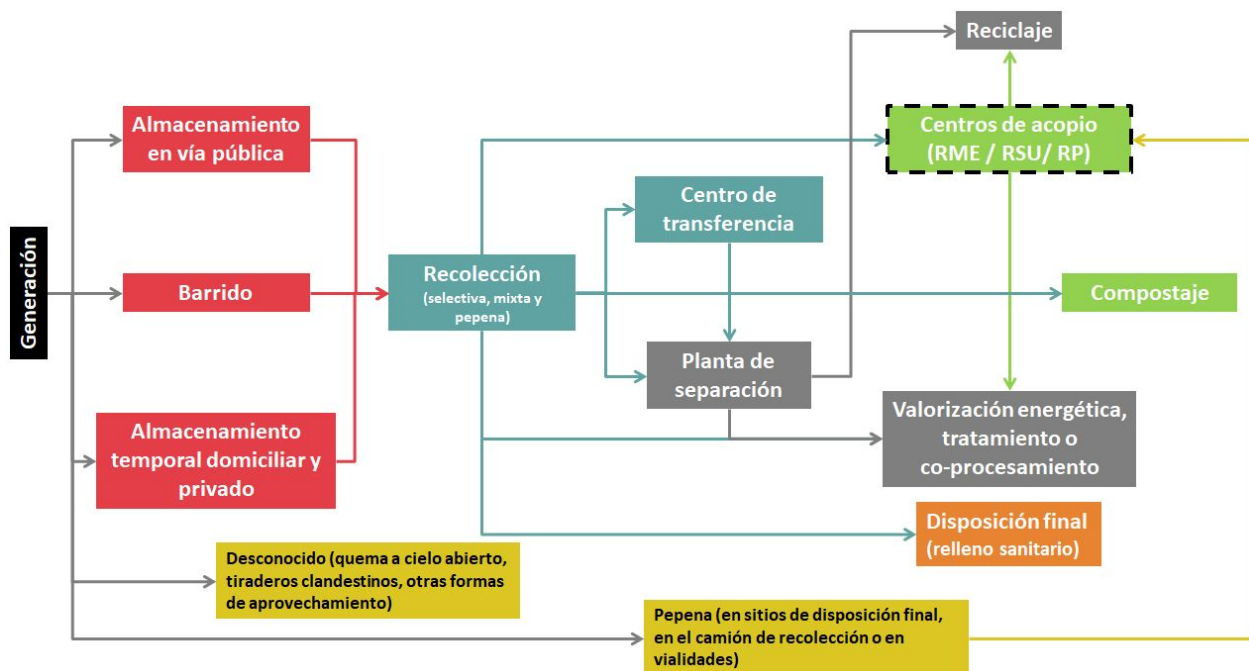 Reciclaje
Almacenamiento
en vía pública
Centros de acopio
(RME / RSU/ RP)
Centro de
transferencia
Generación
Barrido
Recolección
(selectiva, mixta y
pepena)
Compostaje
Planta de
separación
Almacenamiento
temporal domiciliar y
privado
Valorización energética,
tratamiento o
co-procesamiento
Disposición final
(relleno sanitario)
Desconocido (quema a cielo abierto,
tiraderos clandestinos, otras formas
de aprovechamiento)
Pepena (en sitios de disposición final,
en el camión de recolección o en
vialidades)